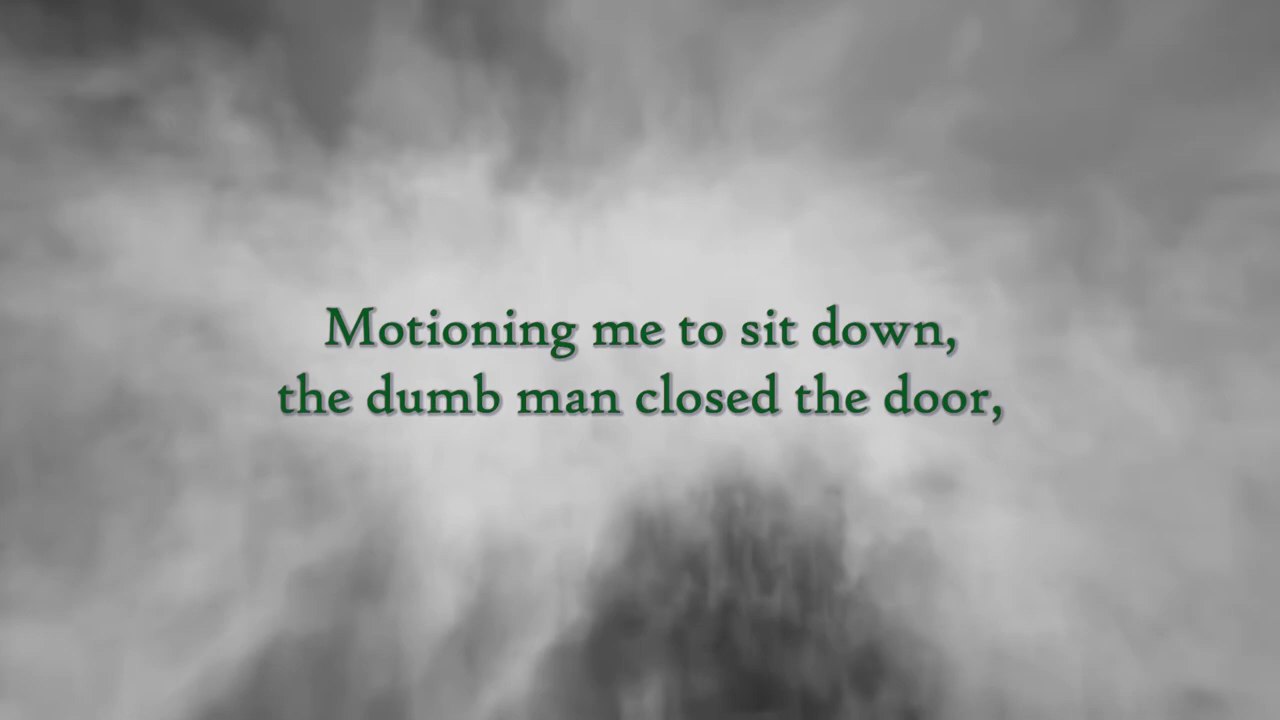 Motioning me to sit down,
the dumb man closed the door,